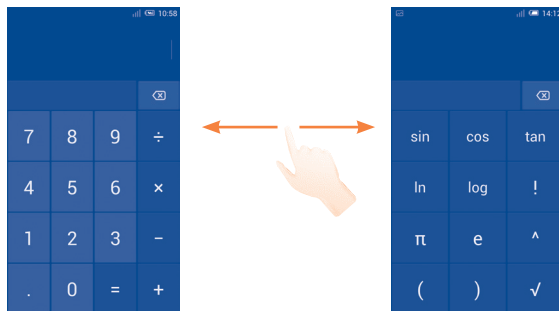 10:58
7 8 9 ÷
4 5 6 ×
1 2 3 −
. 0 = +
14:12
sin cos tan
ln log !
π e ^
( ) √